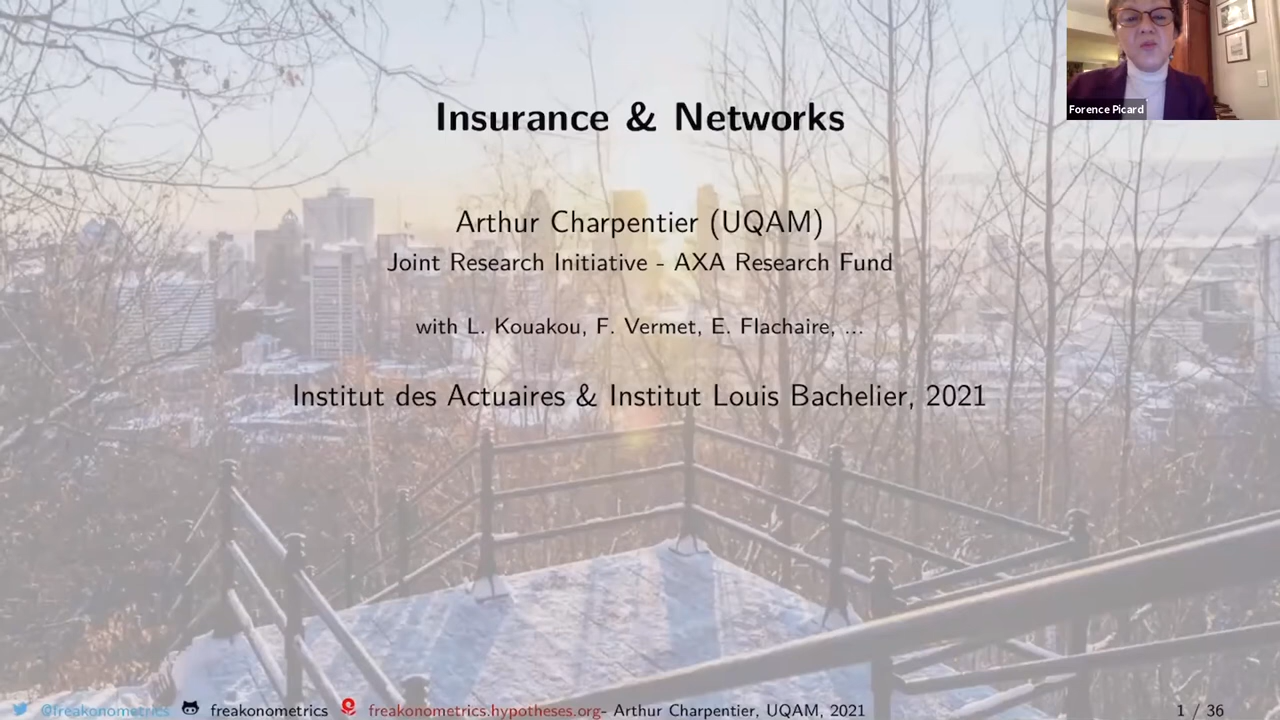 Insurance & Networks
Forence Picard
Arthur Charpentier (UQAM)
Joint Research Initiative - AXA Research Fund
with L. Kouakou, F. Vermet, E. Flachaire, ...
Institut des Actuaires & Institut Louis Bachelier, 2021
@freakonometrics freakonometrics freakonometrics.hypotheses.org- Arthur Charpentier, UQAM, 2021 1 / 36